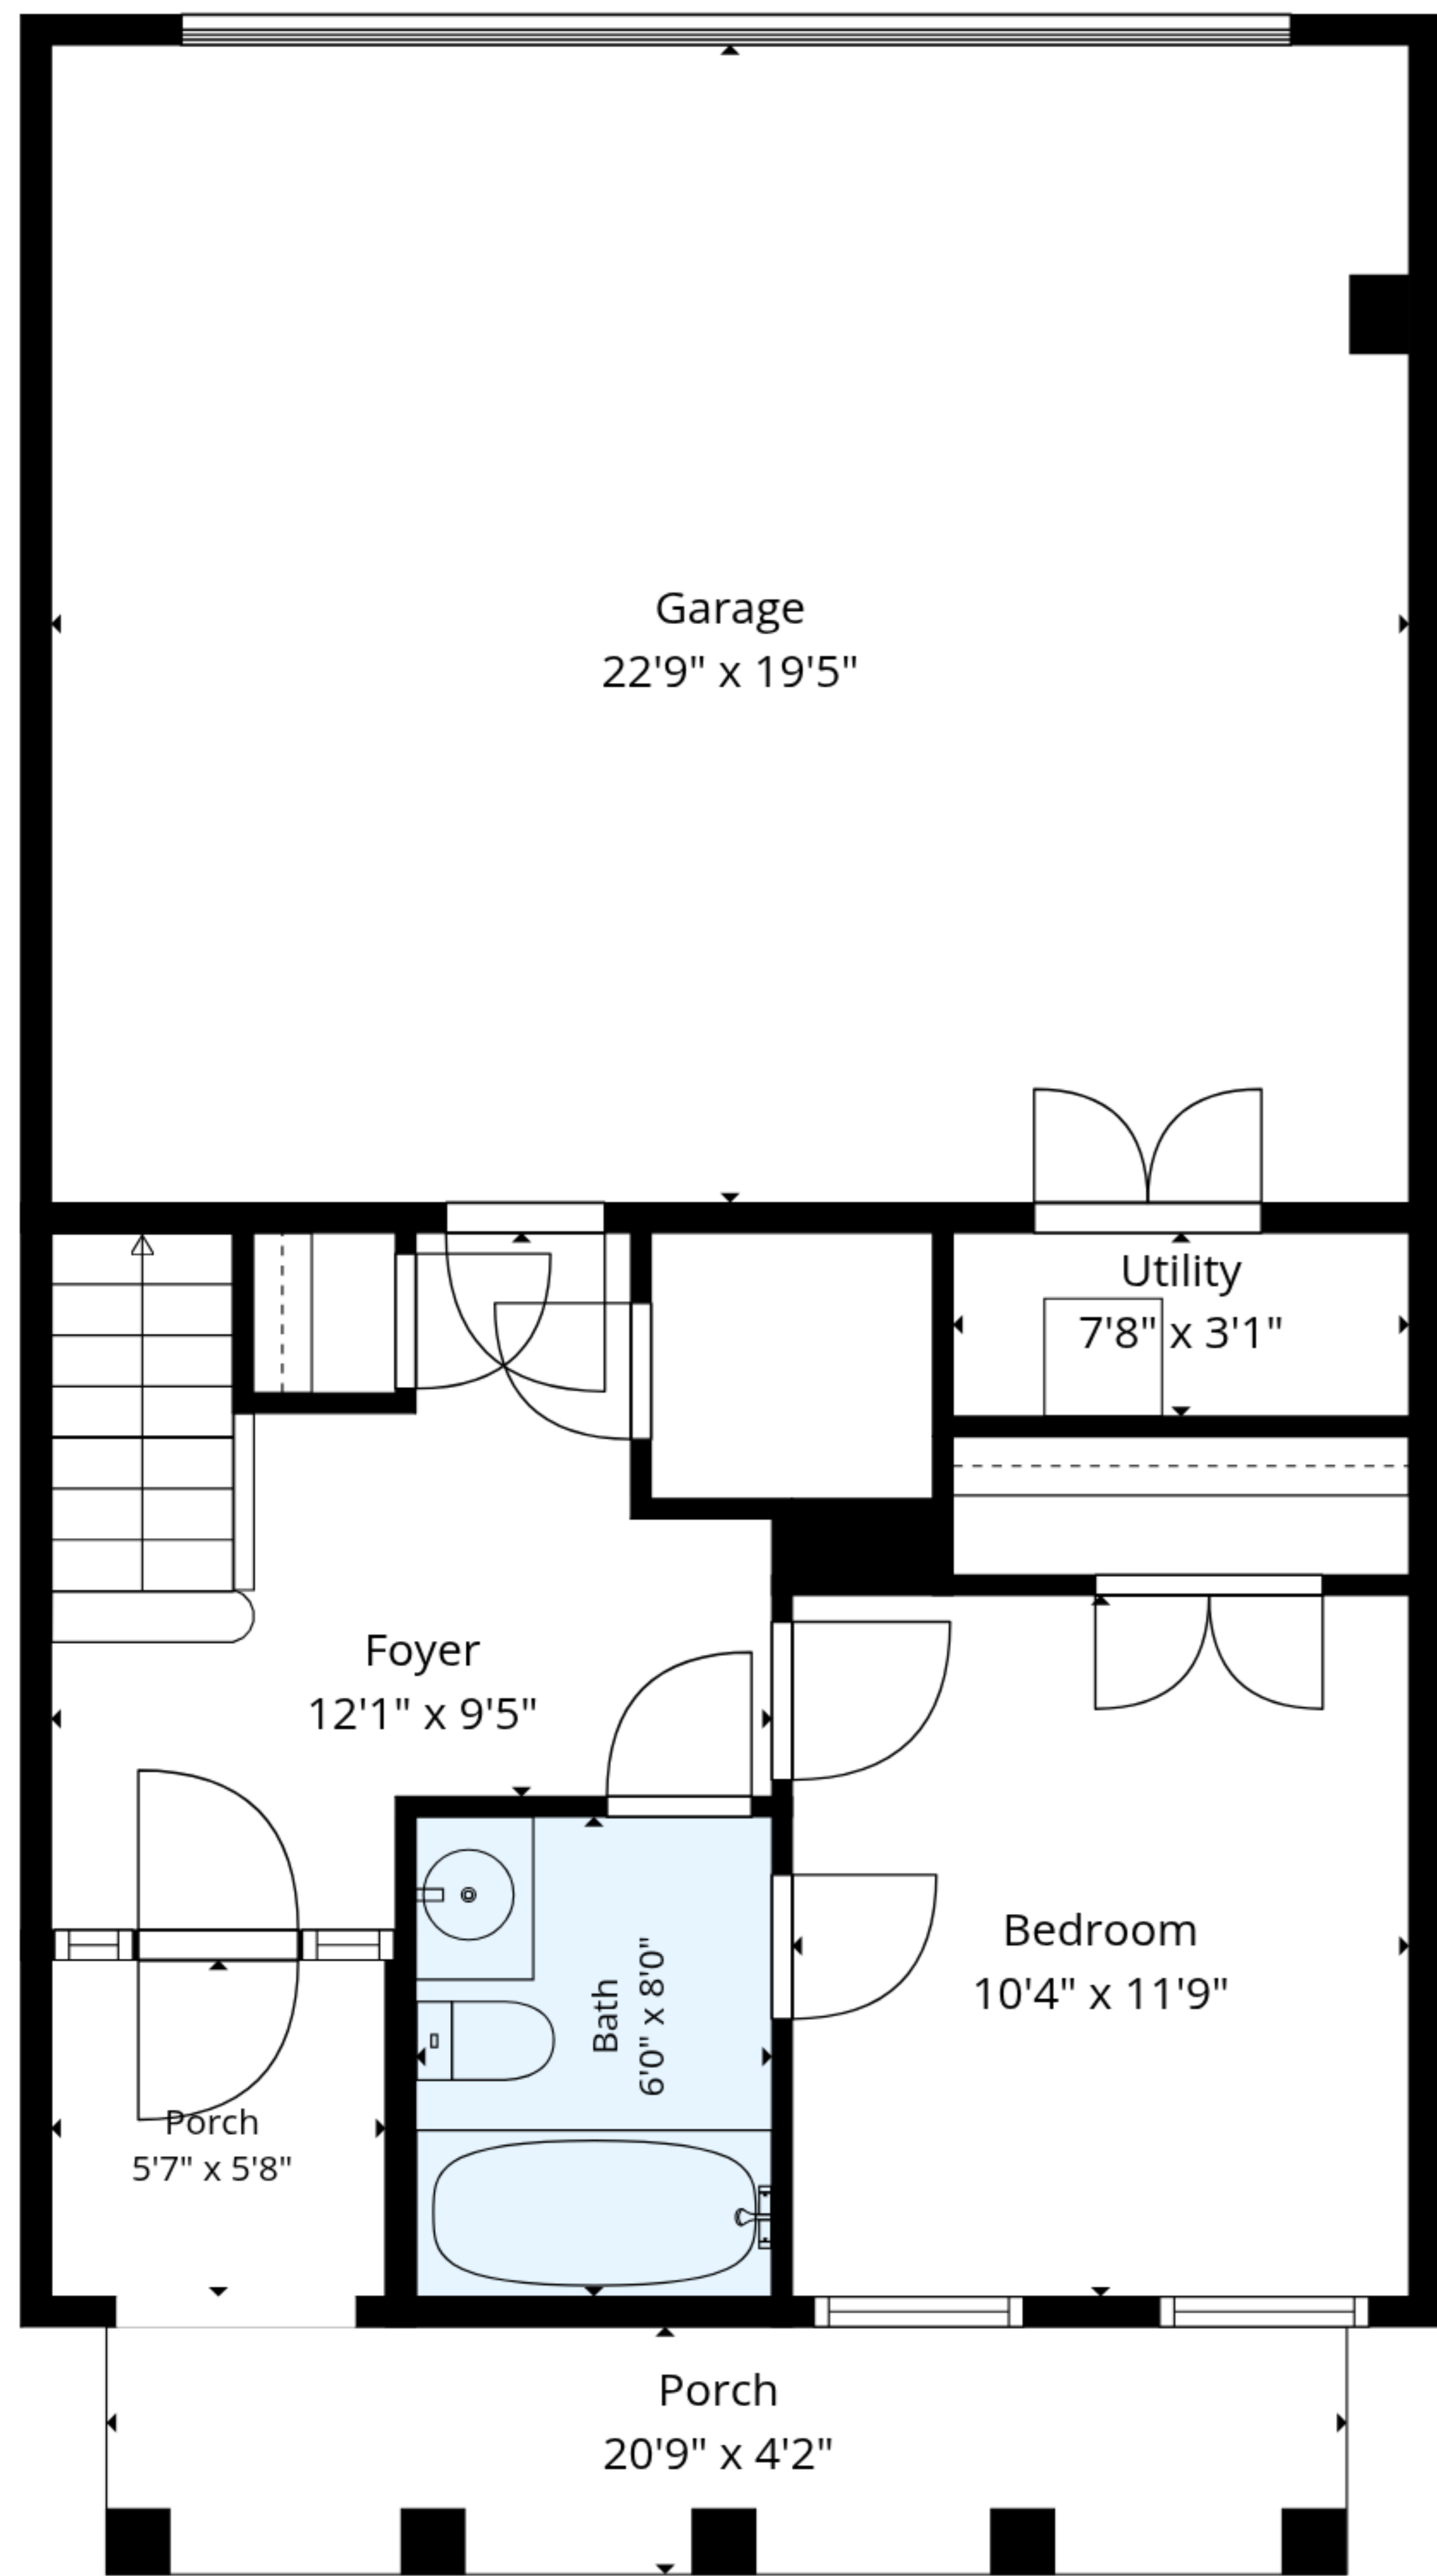 Garage
22'9" x 19'5"
Utility
7'8" x 3'1"
Foyer
12'1" x 9'5"
Bedroom
10'4" x 11'9"
Bath
6'0" x 8'0"
Porch
5'7" x 5'8"
Porch
20'9" x 4'2"